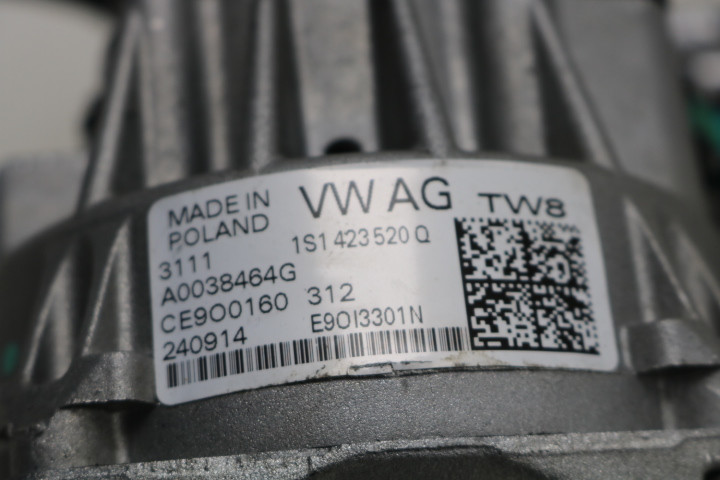 MADE IN
POLAND
VW AG TW8
3111
1S1 423 520 Q
A0038464G
CE9O0160 312
240914 E9OI3301N